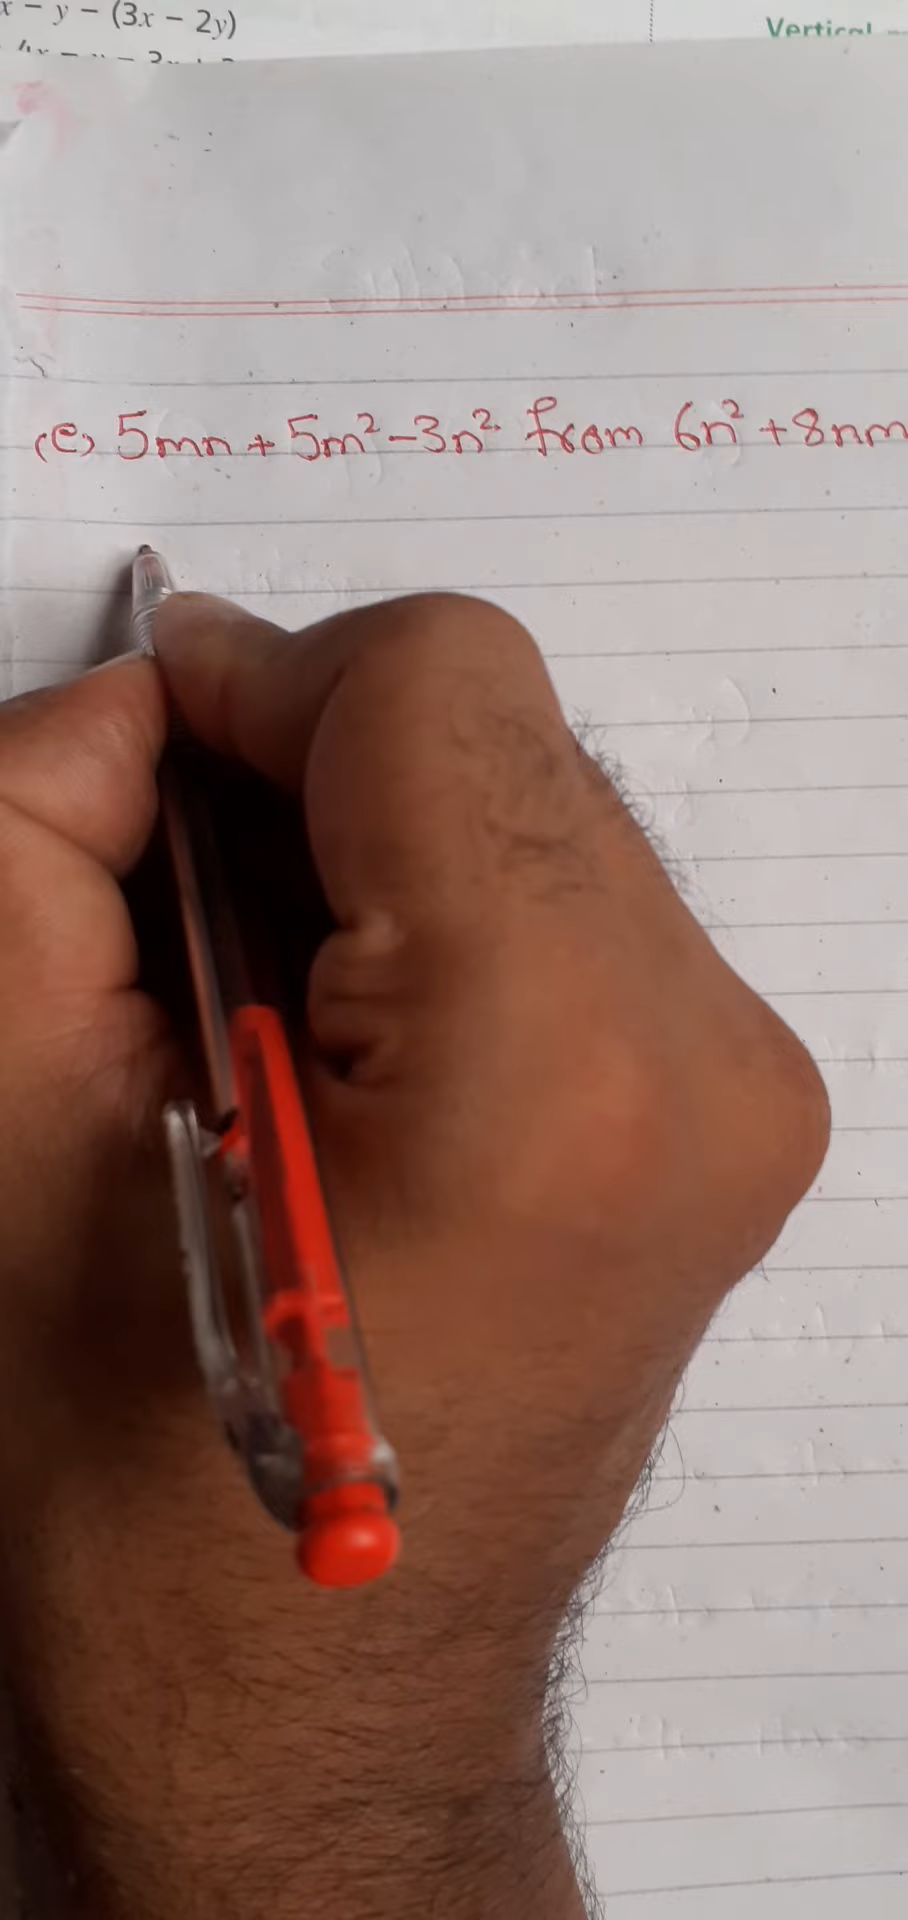 x − y − (3x − 2y)
Vertical
(e) 5mn + 5m² − 3n² from 6n² + 8nm